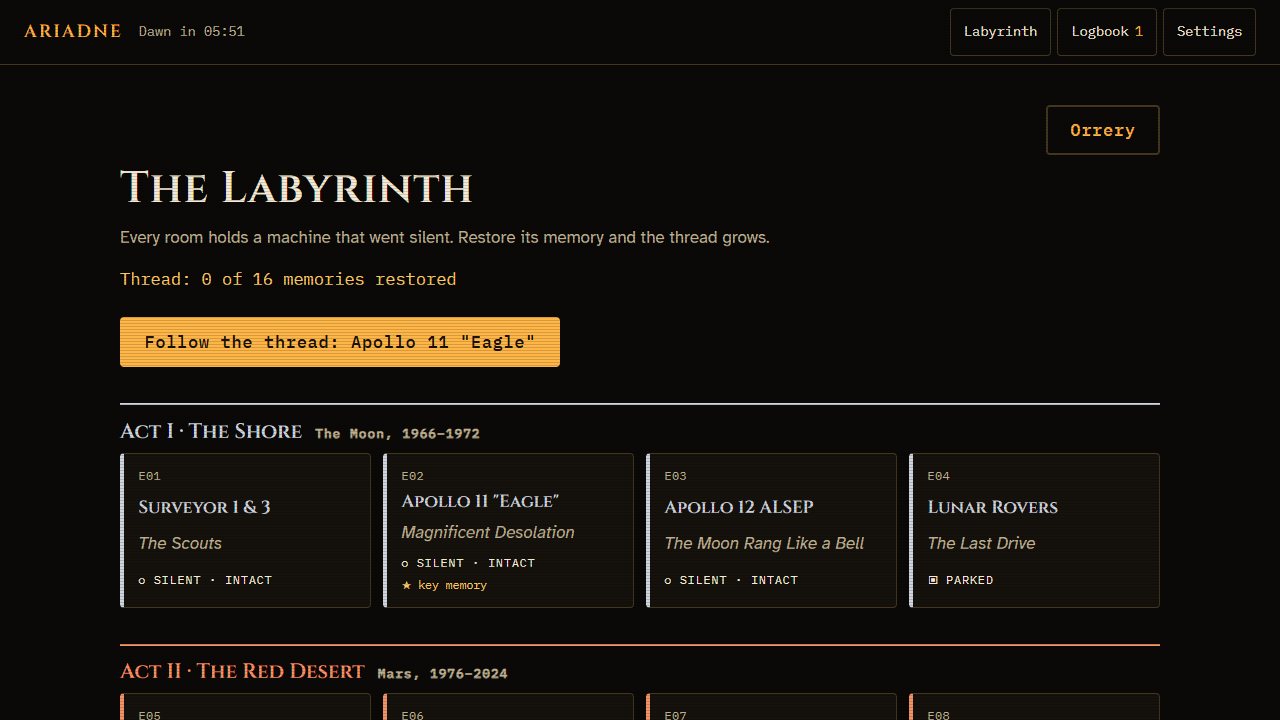 ARIADNE Dawn in 05:51 Labyrinth Logbook 1 Settings
Orrery
The Labyrinth
Every room holds a machine that went silent. Restore its memory and the thread grows.
Thread: 0 of 16 memories restored
Follow the thread: Apollo 11 "Eagle"
Act I · The Shore The Moon, 1966–1972
E01
Surveyor 1 & 3
The Scouts
○ SILENT · INTACT
E02
Apollo 11 "Eagle"
Magnificent Desolation
○ SILENT · INTACT
★ key memory
E03
Apollo 12 ALSEP
The Moon Rang Like a Bell
○ SILENT · INTACT
E04
Lunar Rovers
The Last Drive
▣ PARKED
Act II · The Red Desert Mars, 1976–2024
E05 E06 E07 E08